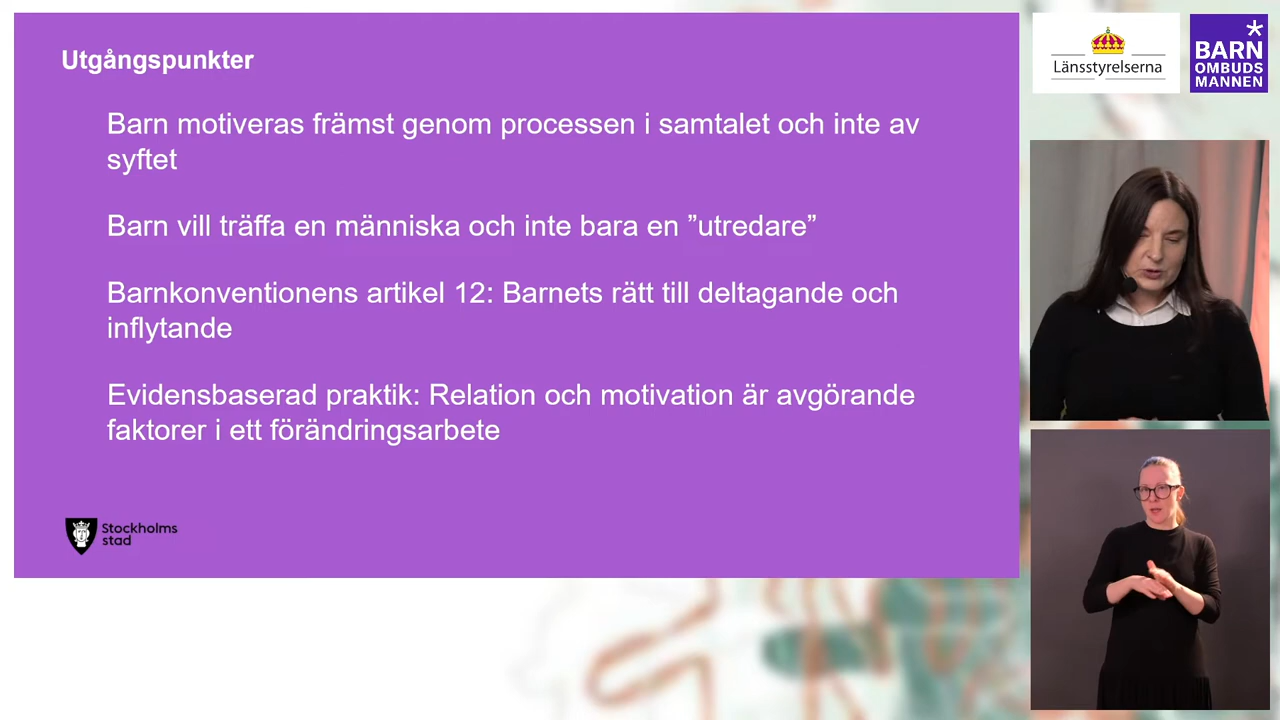 Utgångspunkter
Barn motiveras främst genom processen i samtalet och inte av
syftet
Barn vill träffa en människa och inte bara en ”utredare”
Barnkonventionens artikel 12: Barnets rätt till deltagande och
inflytande
Evidensbaserad praktik: Relation och motivation är avgörande
faktorer i ett förändringsarbete
Stockholms
stad
Länsstyrelserna
BARN
OMBUDS
MANNEN